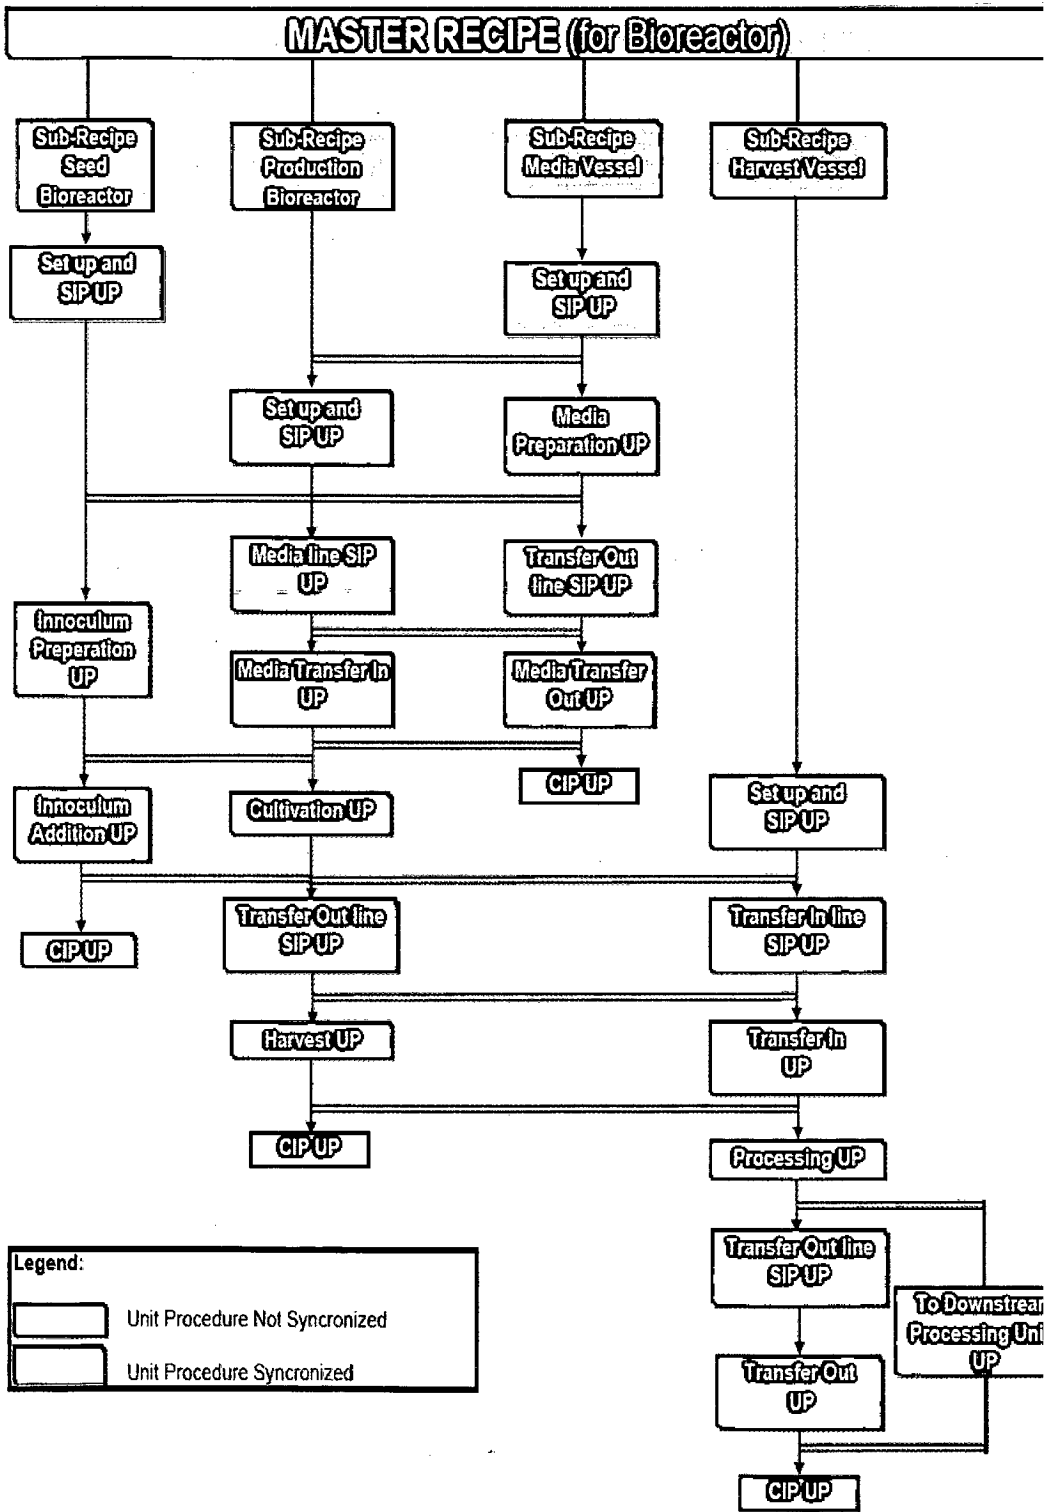 MASTER RECIPE (for Bioreactor)
Sub-Recipe
Seed
Bioreactor
Sub-Recipe
Production
Bioreactor
Sub-Recipe
Media Vessel
Sub-Recipe
Harvest Vessel
Set up and
SIP UP
Set up and
SIP UP
Set up and
SIP UP
Media
Preparation UP
Media line SIP
UP
Transfer Out
line SIP UP
Innoculum
Preperation
UP
Media Transfer In
UP
Media Transfer
Out UP
CIP UP
Innoculum
Addition UP
Cultivation UP
Set up and
SIP UP
CIP UP
Transfer Out line
SIP UP
Transfer In line
SIP UP
Harvest UP
Transfer In
UP
CIP UP
Processing UP
Transfer Out line
SIP UP
To Downstrear
Processing Uni
UP
Transfer Out
UP
CIP UP
Legend:
Unit Procedure Not Syncronized
Unit Procedure Syncronized